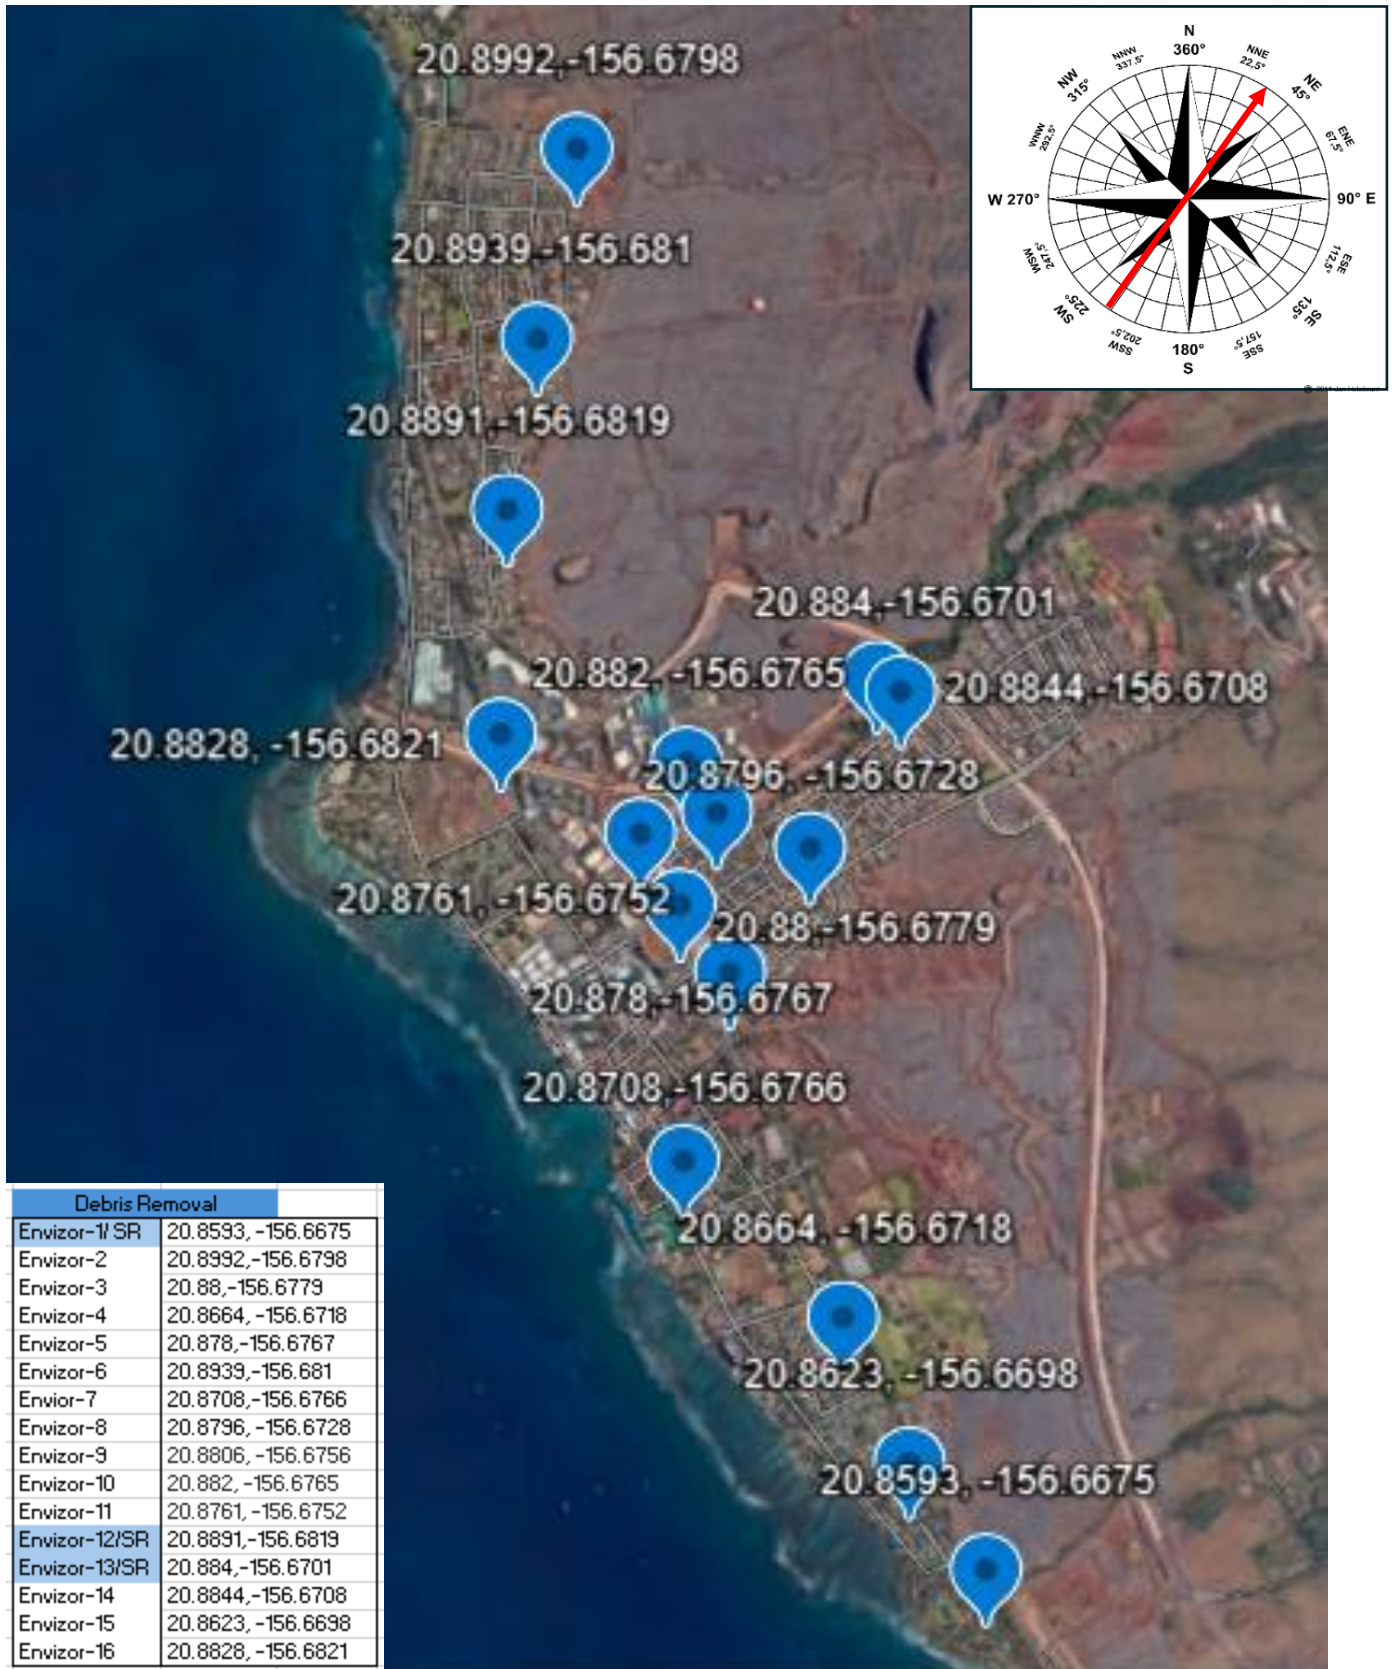 20.8992,-156.6798
N
360°
NNE
22,5°
NE
45°
ENE
67,5°
90° E
ESE
112,5°
SE
135°
SSE
157,5°
180°
S
SSW
202,5°
SW
225°
WSW
247,5°
W 270°
WNW
292,5°
NW
315°
NNW
337,5°
20.8939,-156.681
20.8891,-156.6819
20.884,-156.6701
20.882, -156.6765
20.8844,-156.6708
20.8828, -156.6821
20.8796, -156.6728
20.8761, -156.6752
20.88,-156.6779
20.878,-156.6767
20.8708,-156.6766
20.8664, -156.6718
20.8623, -156.6698
20.8593, -156.6675
Debris Removal
Envizor-1/ SR 20.8593, -156.6675
Envizor-2 20.8992,-156.6798
Envizor-3 20.88,-156.6779
Envizor-4 20.8664, -156.6718
Envizor-5 20.878,-156.6767
Envizor-6 20.8939,-156.681
Envior-7 20.8708,-156.6766
Envizor-8 20.8796, -156.6728
Envizor-9 20.8806, -156.6756
Envizor-10 20.882, -156.6765
Envizor-11 20.8761, -156.6752
Envizor-12/SR 20.8891,-156.6819
Envizor-13/SR 20.884,-156.6701
Envizor-14 20.8844,-156.6708
Envizor-15 20.8623, -156.6698
Envizor-16 20.8828, -156.6821